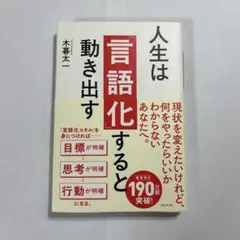 人生は
「言語化」すると
動き出す
木暮太一
現状を変えたいけれど、
何をやったらいいか
わからない
あなたへ。
「言語化スキル」を
身につければ
目標が明確
思考が明確
行動が明確
になる。
190万部
突破!